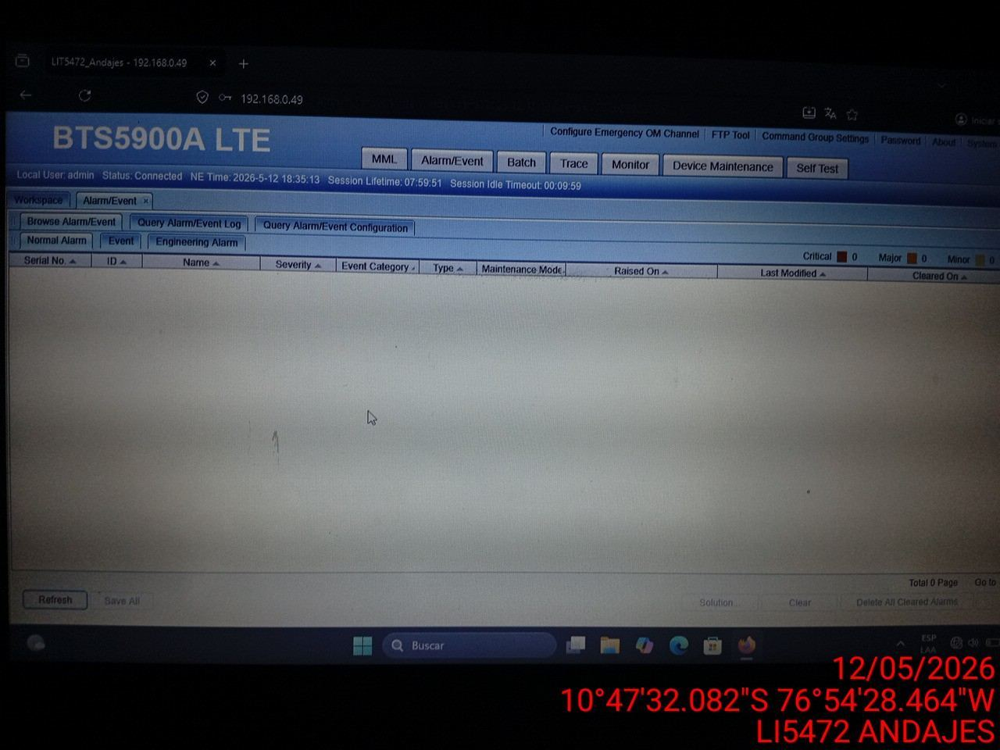 LIT5472_Andajes - 192.168.0.49
192.168.0.49
Iniciar
BTS5900A LTE
Configure Emergency OM Channel FTP Tool Command Group Settings Password About System
MML Alarm/Event Batch Trace Monitor Device Maintenance Self Test
Local User: admin Status: Connected NE Time: 2026-5-12 18:35:13 Session Lifetime: 07:59:51 Session Idle Timeout: 00:09:59
Workspace Alarm/Event
Browse Alarm/Event Query Alarm/Event Log Query Alarm/Event Configuration
Normal Alarm Event Engineering Alarm
Critical 0 Major 0 Minor 0
Serial No. ID Name Severity Event Category Type Maintenance Mode Raised On Last Modified Cleared On
Total 0 Page Go to
Refresh Save All Solution... Clear Delete All Cleared Alarms
Buscar
ESP
LAA
12/05/2026
10°47'32.082"S 76°54'28.464"W
LI5472 ANDAJES